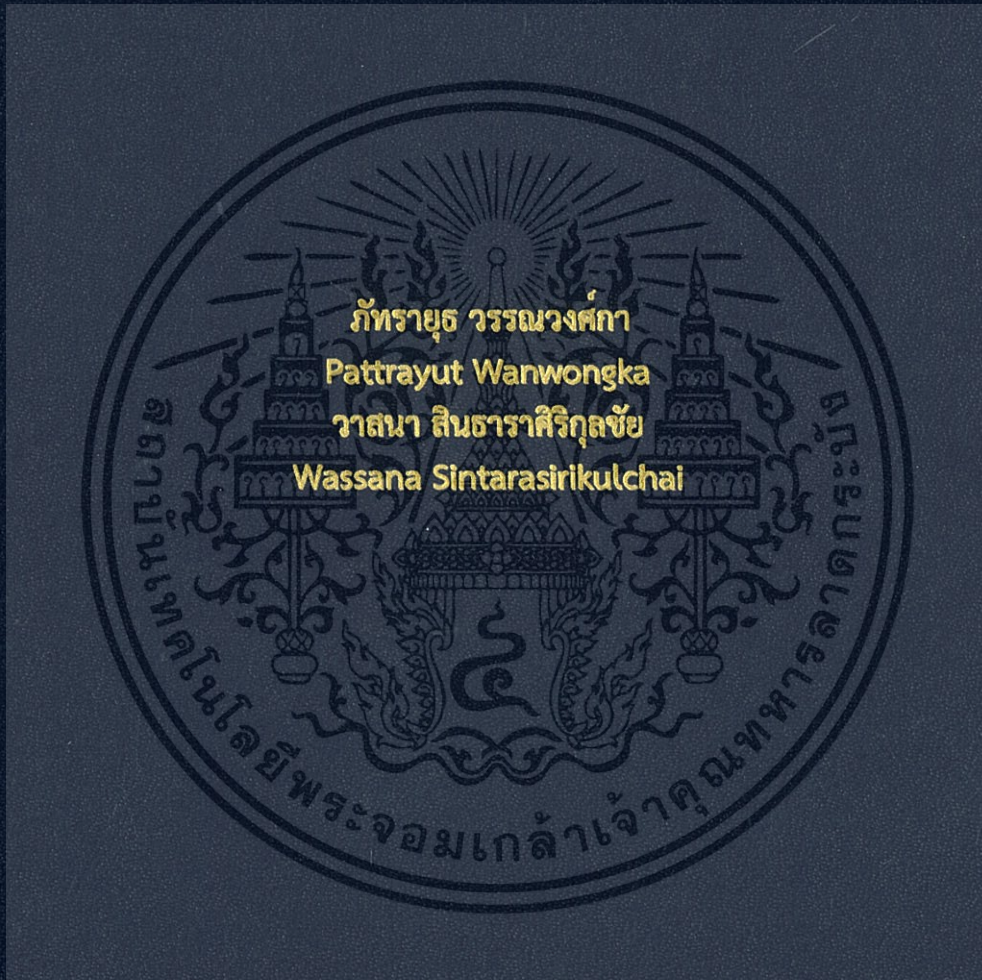 ภัทรายุธ วรรณวงศ์กา
Pattrayut Wanwongka
วาสนา สินธาราศิริกุลชัย
Wassana Sintarasirikulchai
๔
สถาบันเทคโนโลยีพระจอมเกล้าเจ้าคุณทหารลาดกระบัง